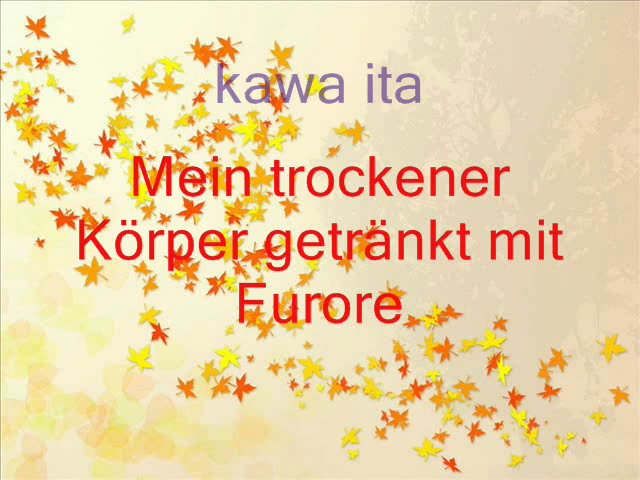 kawa ita
Mein trockener
Körper getränkt mit
Furore